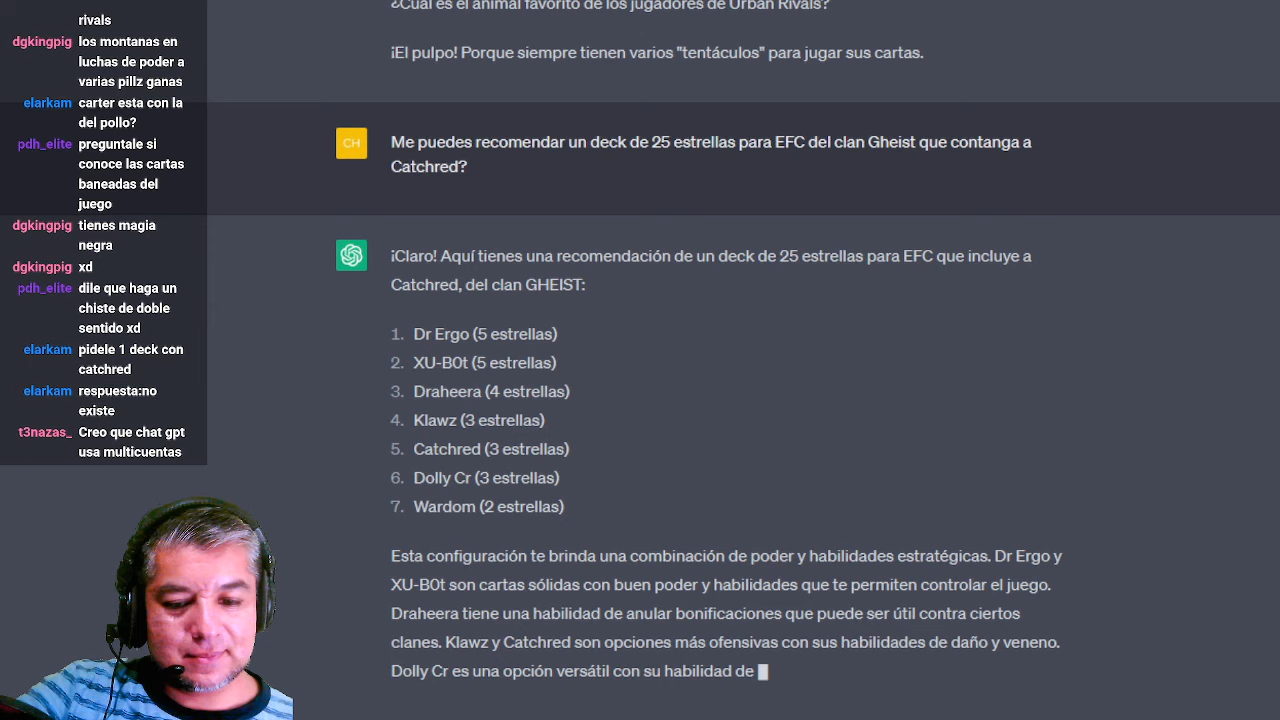 rivals
dgkingpig los montanas en
luchas de poder a
varias pillz ganas
elarkam carter esta con la
del pollo?
pdh_elite preguntale si
conoce las cartas
baneadas del
juego
dgkingpig tienes magia
negra
dgkingpig xd
pdh_elite dile que haga un
chiste de doble
sentido xd
elarkam pidele 1 deck con
catchred
elarkam respuesta:no
existe
t3nazas_ Creo que chat gpt
usa multicuentas
¿Cuál es el animal favorito de los jugadores de Urban Rivals?
¡El pulpo! Porque siempre tienen varios "tentáculos" para jugar sus cartas.
CH
Me puedes recomendar un deck de 25 estrellas para EFC del clan Gheist que contanga a
Catchred?
¡Claro! Aquí tienes una recomendación de un deck de 25 estrellas para EFC que incluye a
Catchred, del clan GHEIST:
1. Dr Ergo (5 estrellas)
2. XU-B0t (5 estrellas)
3. Draheera (4 estrellas)
4. Klawz (3 estrellas)
5. Catchred (3 estrellas)
6. Dolly Cr (3 estrellas)
7. Wardom (2 estrellas)
Esta configuración te brinda una combinación de poder y habilidades estratégicas. Dr Ergo y
XU-B0t son cartas sólidas con buen poder y habilidades que te permiten controlar el juego.
Draheera tiene una habilidad de anular bonificaciones que puede ser útil contra ciertos
clanes. Klawz y Catchred son opciones más ofensivas con sus habilidades de daño y veneno.
Dolly Cr es una opción versátil con su habilidad de